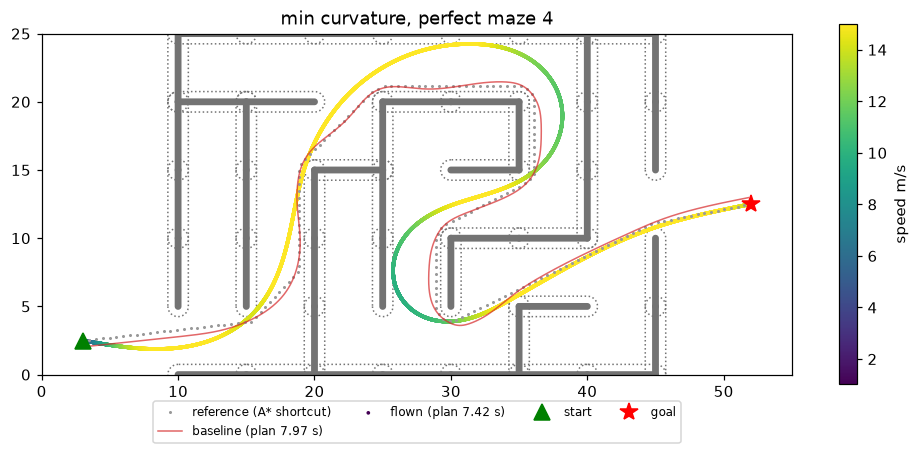 min curvature, perfect maze 4
25
20
15
10
5
0
0 10 20 30 40 50
14
12
10
8
6
4
2
speed m/s
reference (A* shortcut) flown (plan 7.42 s) start goal
baseline (plan 7.97 s)